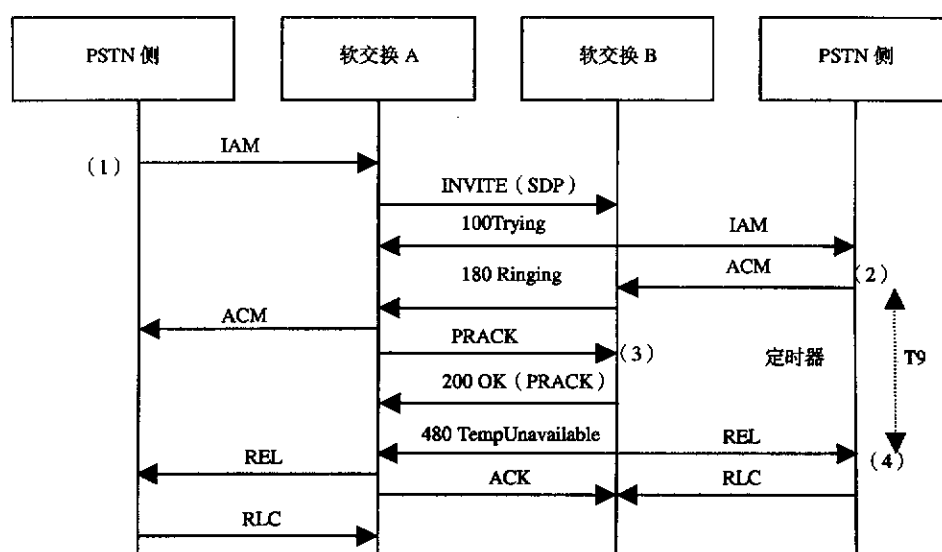 PSTN 侧
软交换 A
软交换 B
PSTN 侧
(1)
IAM
INVITE(SDP)
100Trying
IAM
180 Ringing
ACM
(2)
ACM
PRACK
(3)
定时器
T9
200 OK(PRACK)
480 TempUnavailable
REL
(4)
REL
ACK
RLC
RLC